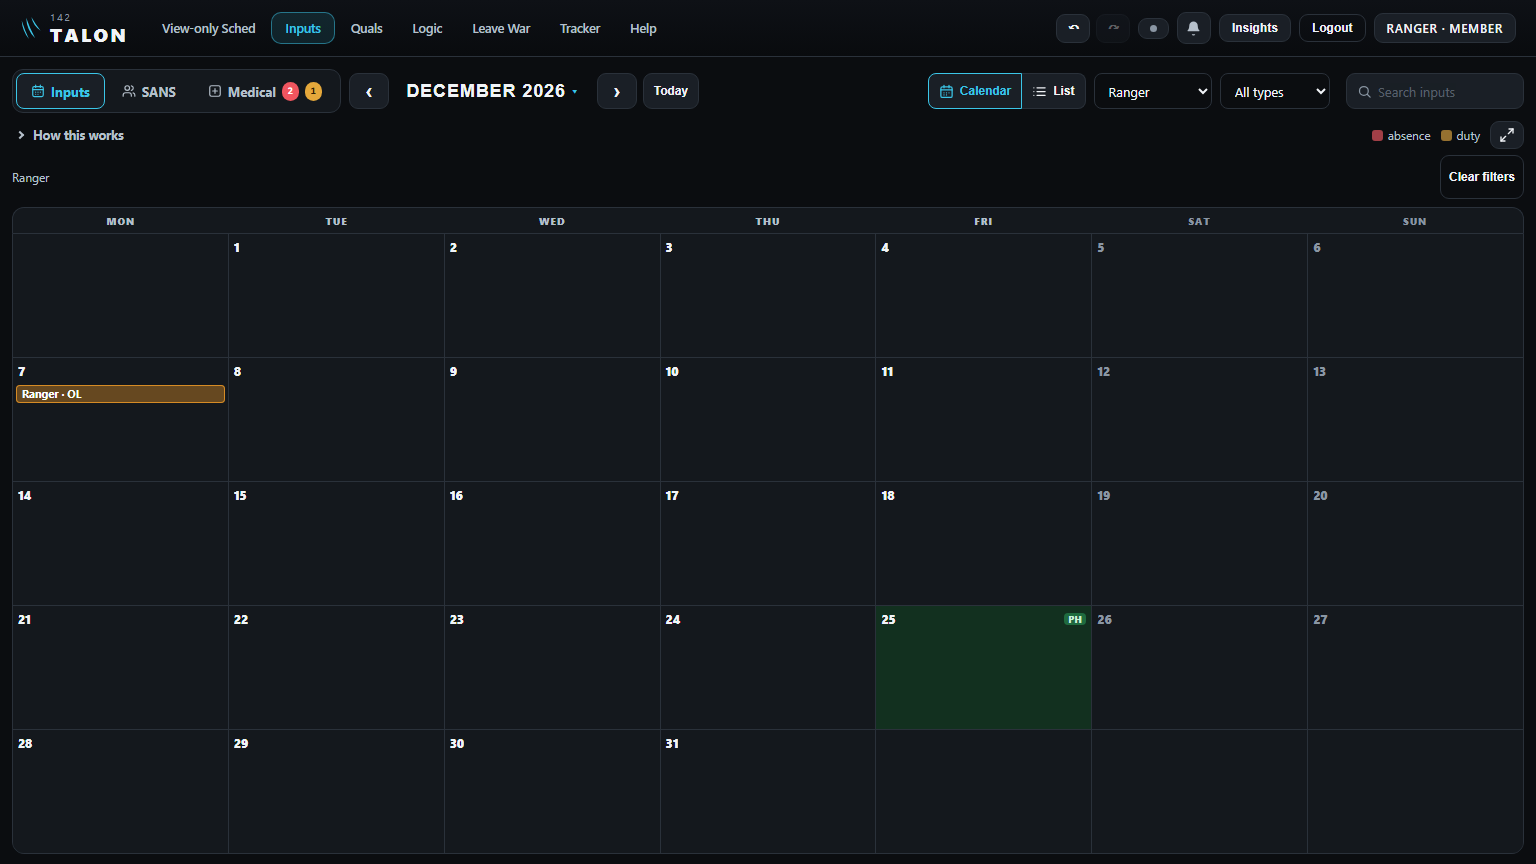 142
TALON
View-only Sched
Inputs
Quals
Logic
Leave War
Tracker
Help
Insights
Logout
RANGER · MEMBER
Inputs
SANS
Medical 2 1
‹
DECEMBER 2026
›
Today
Calendar
List
Ranger
All types
Search inputs
How this works
absence
duty
Ranger
Clear filters
MON TUE WED THU FRI SAT SUN
1 2 3 4 5 6
7 8 9 10 11 12 13
Ranger · OL
14 15 16 17 18 19 20
21 22 23 24 25 PH 26 27
28 29 30 31